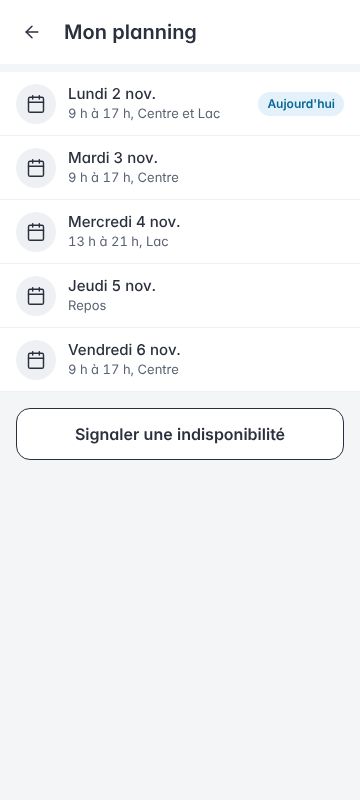 Mon planning
Lundi 2 nov.
9 h à 17 h, Centre et Lac
Aujourd'hui
Mardi 3 nov.
9 h à 17 h, Centre
Mercredi 4 nov.
13 h à 21 h, Lac
Jeudi 5 nov.
Repos
Vendredi 6 nov.
9 h à 17 h, Centre
Signaler une indisponibilité